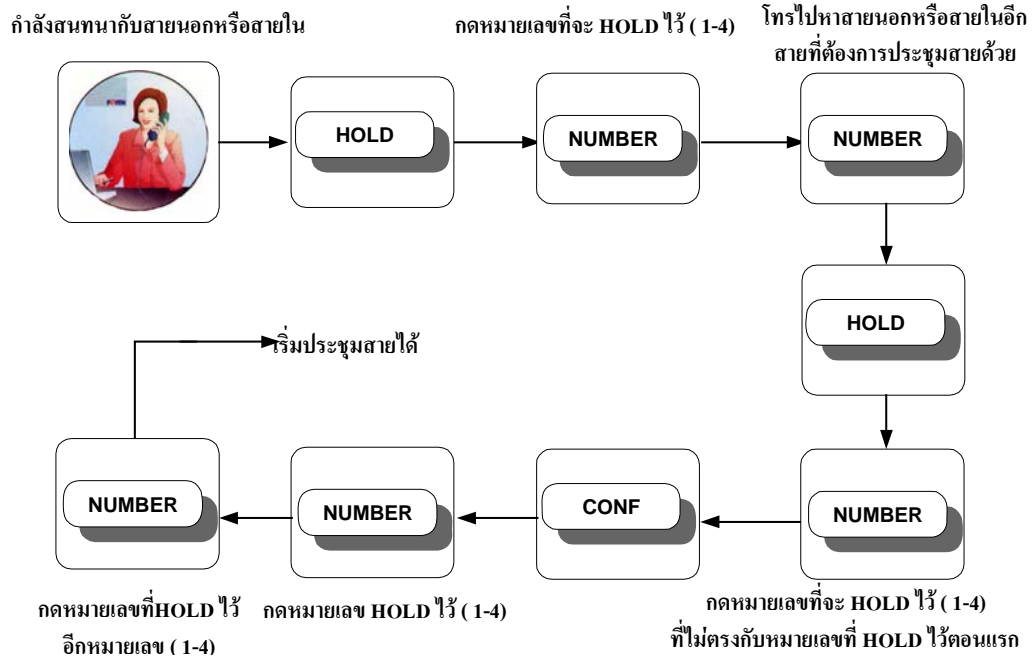 กำลังสนทนากับสายนอกหรือสายใน
กดหมายเลขที่จะ HOLD ไว้ ( 1-4)
โทรไปหาสายนอกหรือสายในอีก
สายที่ต้องการประชุมสายด้วย
HOLD
NUMBER
NUMBER
HOLD
เริ่มประชุมสายได้
NUMBER
NUMBER
CONF
NUMBER
กดหมายเลขที่HOLD ไว้
อีกหมายเลข ( 1-4)
กดหมายเลข HOLD ไว้ ( 1-4)
กดหมายเลขที่จะ HOLD ไว้ ( 1-4)
ที่ไม่ตรงกับหมายเลขที่ HOLD ไว้ตอนแรก